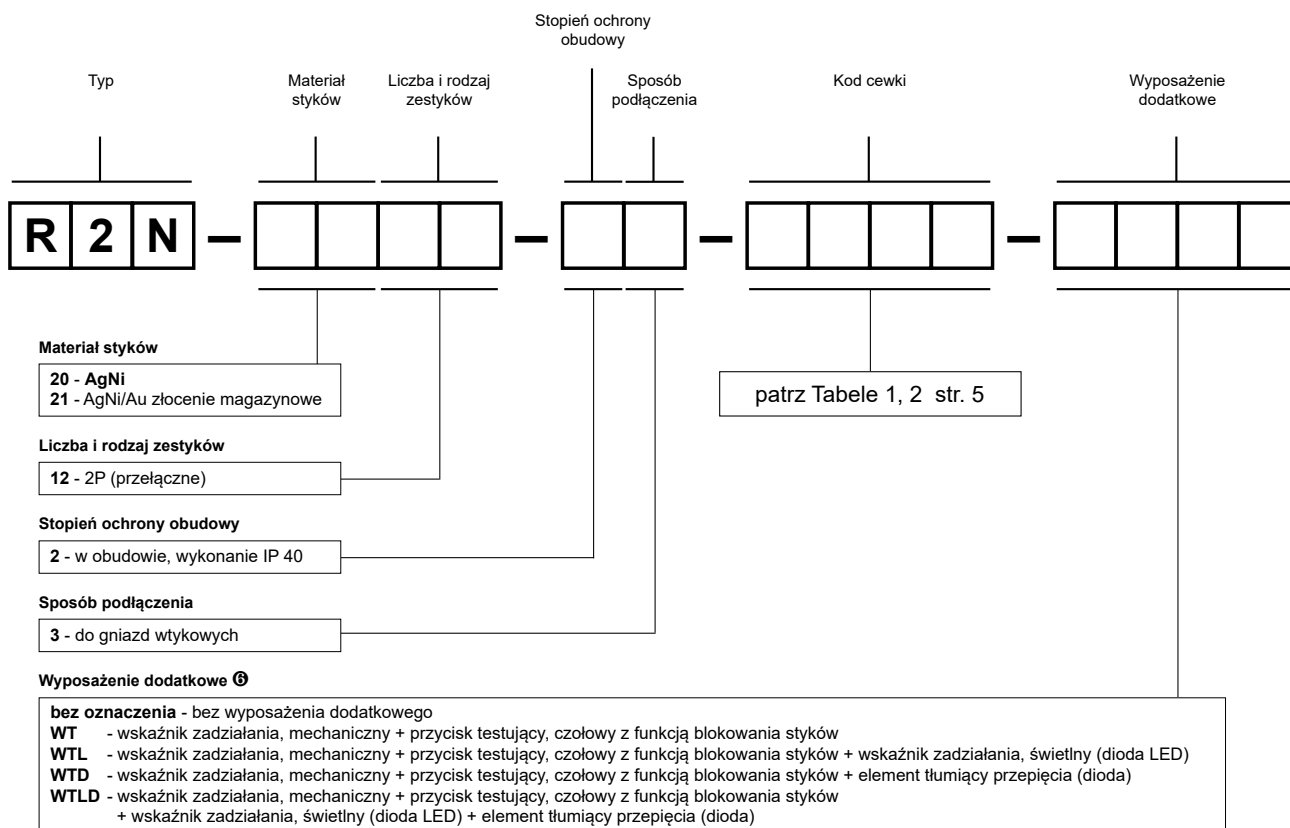 Stopień ochrony
obudowy
Typ
Materiał
styków
Liczba i rodzaj
zestyków
Sposób
podłączenia
Kod cewki
Wyposażenie
dodatkowe
R 2 N – – – –
Materiał styków
20 - AgNi
21 - AgNi/Au złocenie magazynowe
patrz Tabele 1, 2 str. 5
Liczba i rodzaj zestyków
12 - 2P (przełączne)
Stopień ochrony obudowy
2 - w obudowie, wykonanie IP 40
Sposób podłączenia
3 - do gniazd wtykowych
Wyposażenie dodatkowe ❻
bez oznaczenia - bez wyposażenia dodatkowego
WT - wskaźnik zadziałania, mechaniczny + przycisk testujący, czołowy z funkcją blokowania styków
WTL - wskaźnik zadziałania, mechaniczny + przycisk testujący, czołowy z funkcją blokowania styków + wskaźnik zadziałania, świetlny (dioda LED)
WTD - wskaźnik zadziałania, mechaniczny + przycisk testujący, czołowy z funkcją blokowania styków + element tłumiący przepięcia (dioda)
WTLD - wskaźnik zadziałania, mechaniczny + przycisk testujący, czołowy z funkcją blokowania styków
+ wskaźnik zadziałania, świetlny (dioda LED) + element tłumiący przepięcia (dioda)